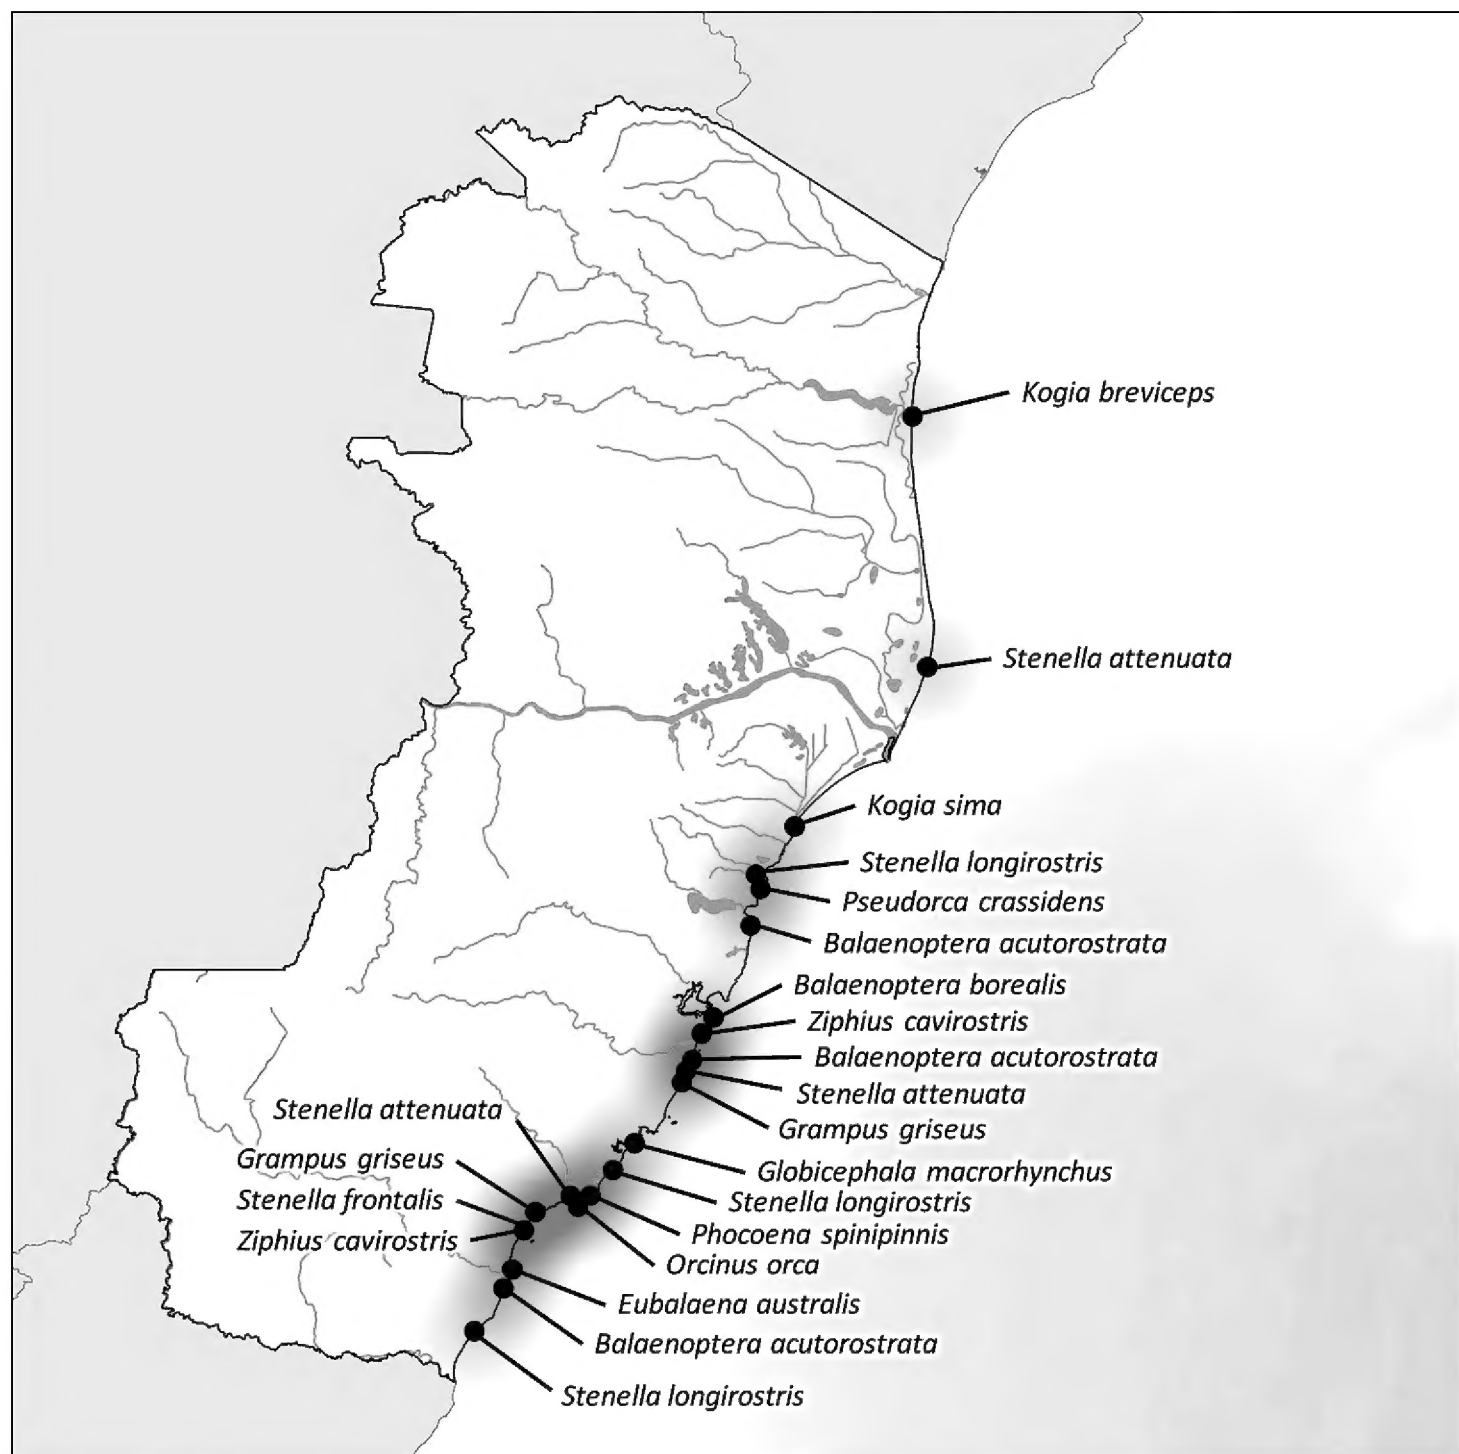 Kogia breviceps
Stenella attenuata
Kogia sima
Stenella longirostris
Pseudorca crassidens
Balaenoptera acutorostrata
Balaenoptera borealis
Ziphius cavirostris
Balaenoptera acutorostrata
Stenella attenuata
Grampus griseus
Globicephala macrorhynchus
Stenella longirostris
Phocoena spinipinnis
Orcinus orca
Stenella attenuata
Grampus griseus
Stenella frontalis
Ziphius cavirostris
Eubalaena australis
Balaenoptera acutorostrata
Stenella longirostris